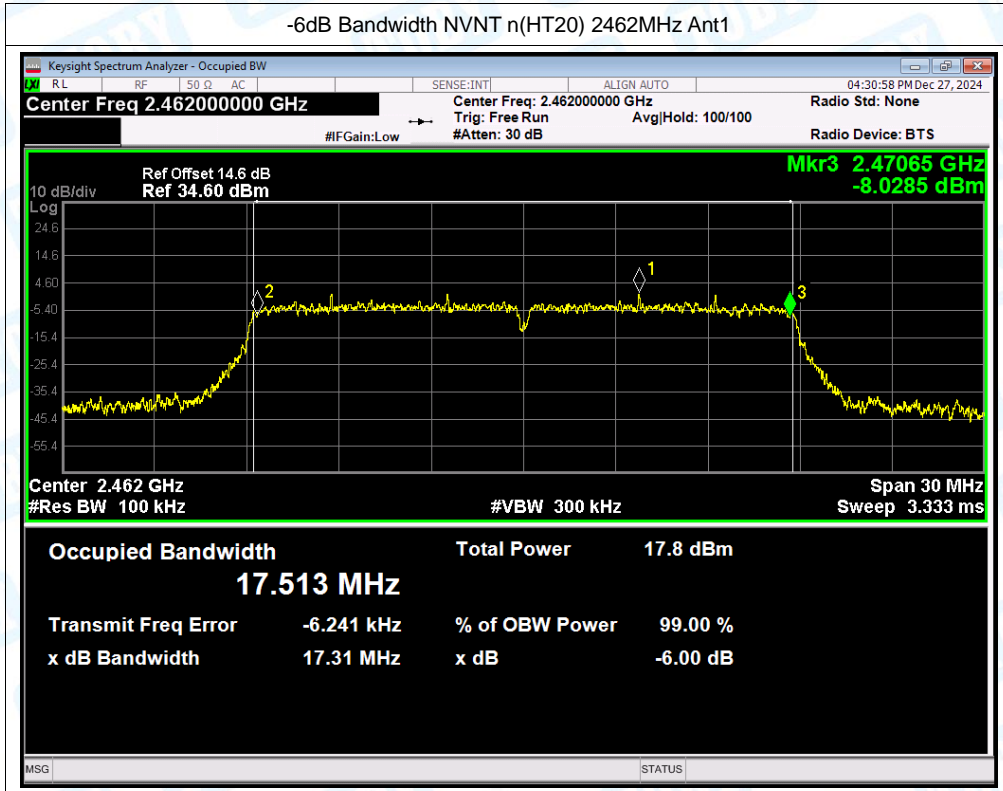 -6dB Bandwidth NVNT n(HT20) 2462MHz Ant1
Keysight Spectrum Analyzer - Occupied BW
LXI RL RF 50 Ω AC SENSE:INT ALIGN AUTO 04:30:58 PM Dec 27, 2024
Center Freq 2.462000000 GHz Center Freq: 2.462000000 GHz Radio Std: None
Trig: Free Run Avg|Hold: 100/100
#IFGain:Low #Atten: 30 dB Radio Device: BTS
Mkr3 2.47065 GHz
-8.0285 dBm
Ref Offset 14.6 dB
10 dB/div Ref 34.60 dBm
Log
24.6
14.6
4.60
-5.40
-15.4
-25.4
-35.4
-45.4
-55.4
1
2
3
Center 2.462 GHz Span 30 MHz
#Res BW 100 kHz #VBW 300 kHz Sweep 3.333 ms
Occupied Bandwidth Total Power 17.8 dBm
17.513 MHz
Transmit Freq Error -6.241 kHz % of OBW Power 99.00 %
x dB Bandwidth 17.31 MHz x dB -6.00 dB
MSG STATUS